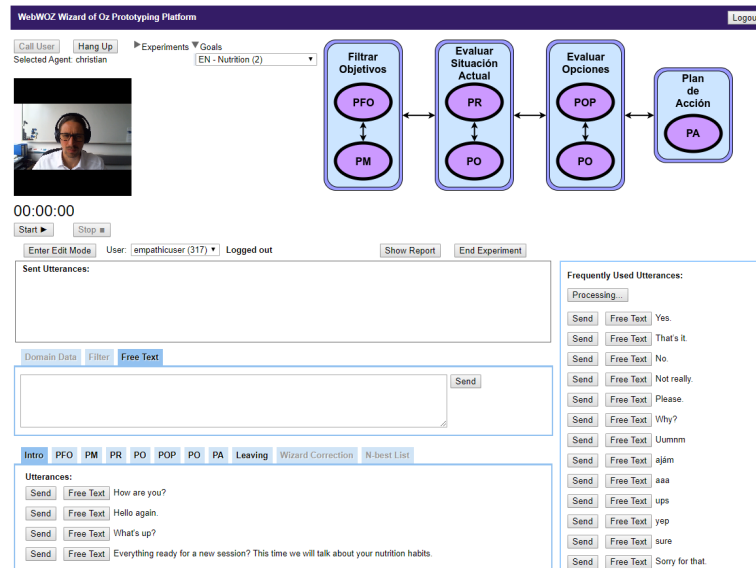 WebWOZ Wizard of Oz Prototyping Platform
Logou
Call User Hang Up Experiments Goals
Selected Agent: christian
EN - Nutrition (2)
Filtrar
Objetivos
PFO
PM
Evaluar
Situación
Actual
PR
PO
Evaluar
Opciones
POP
PO
Plan
de
Acción
PA
00:00:00
Start Stop
Enter Edit Mode User: empathicuser (317) Logged out Show Report End Experiment
Sent Utterances:
Domain Data Filter Free Text
Send
Intro PFO PM PR PO POP PO PA Leaving Wizard Correction N-best List
Utterances:
Send Free Text How are you?
Send Free Text Hello again.
Send Free Text What's up?
Send Free Text Everything ready for a new session? This time we will talk about your nutrition habits.
Frequently Used Utterances:
Processing...
Send Free Text Yes.
Send Free Text That's it.
Send Free Text No.
Send Free Text Not really.
Send Free Text Please.
Send Free Text Why?
Send Free Text Uumnm
Send Free Text ajám
Send Free Text aaa
Send Free Text ups
Send Free Text yep
Send Free Text sure
Send Free Text Sorry for that.